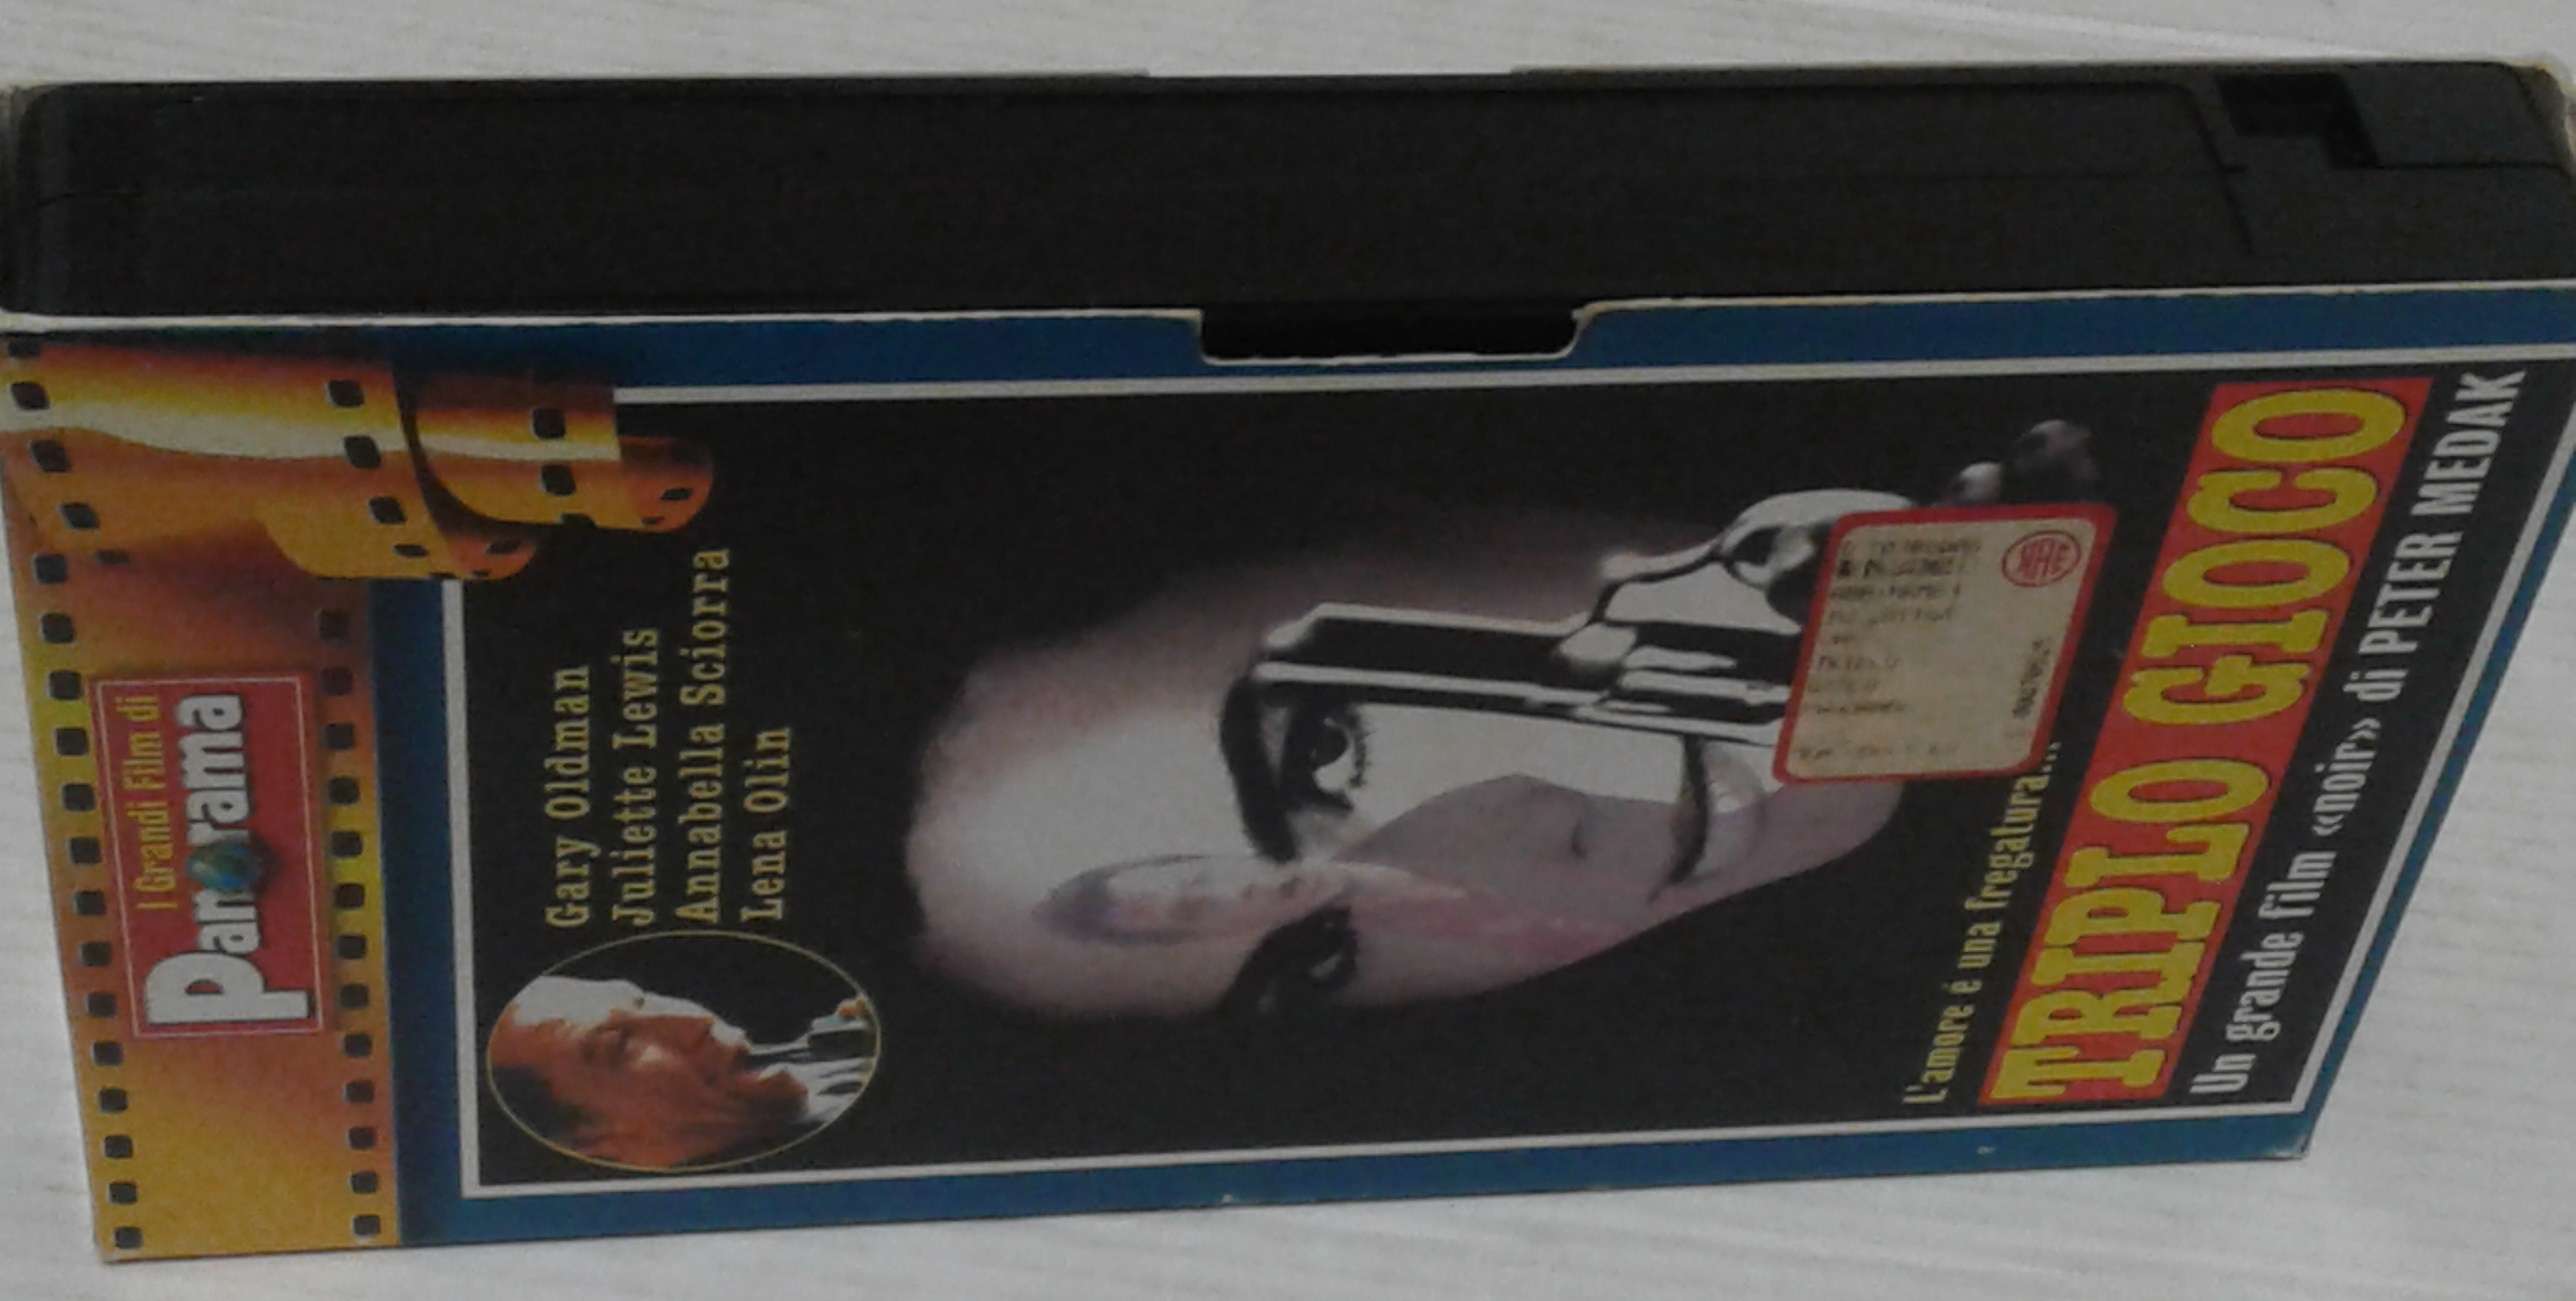 I Grandi Film di
Panorama
Gary Oldman
Juliette Lewis
Annabella Sciorra
Lena Olin
L'amore é una fregatura...
TRIPLO GIOCO
Un grande film «noir» di PETER MEDAK